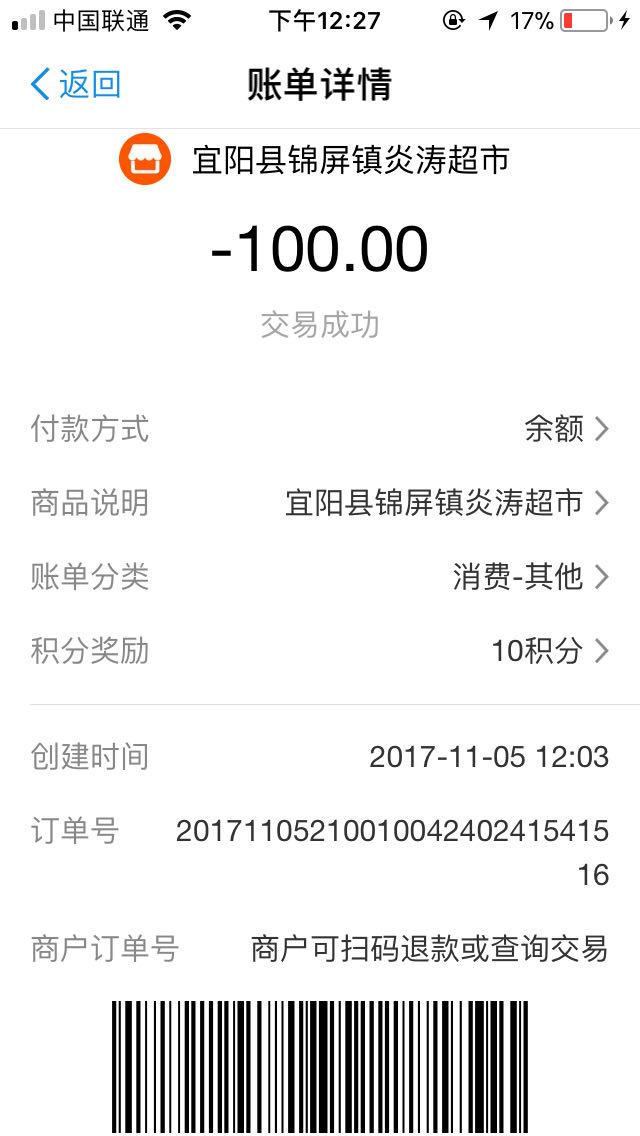 中国联通 下午12:27 17%
返回 账单详情
宜阳县锦屏镇炎涛超市
-100.00
交易成功
付款方式 余额
商品说明 宜阳县锦屏镇炎涛超市
账单分类 消费-其他
积分奖励 10积分
创建时间 2017-11-05 12:03
订单号 20171105210010042402415415
16
商户订单号 商户可扫码退款或查询交易